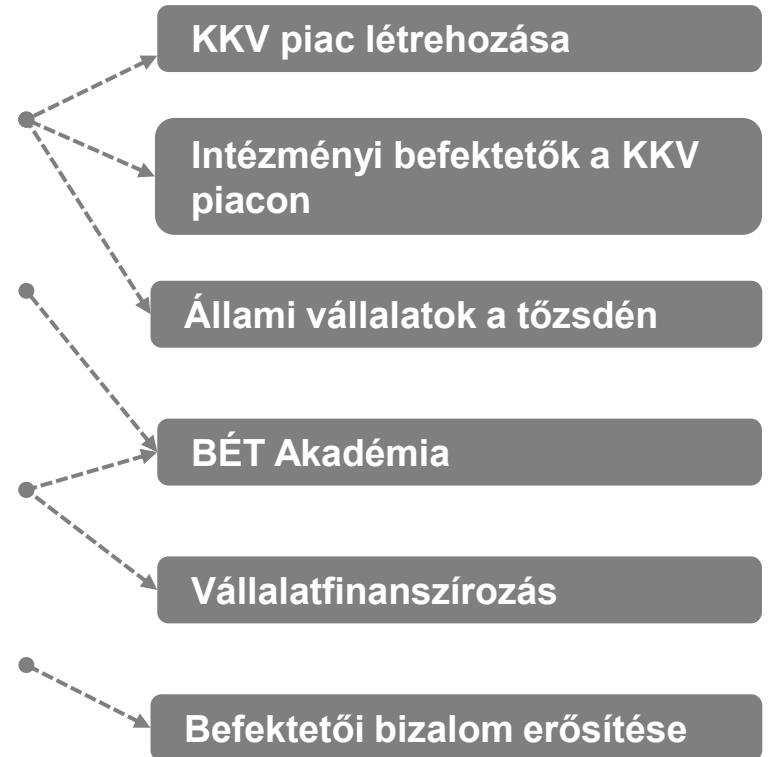 KKV piac létrehozása
Intézményi befektetők a KKV
piacon
Állami vállalatok a tőzsdén
BÉT Akadémia
Vállalatfinanszírozás
Befektetői bizalom erősítése